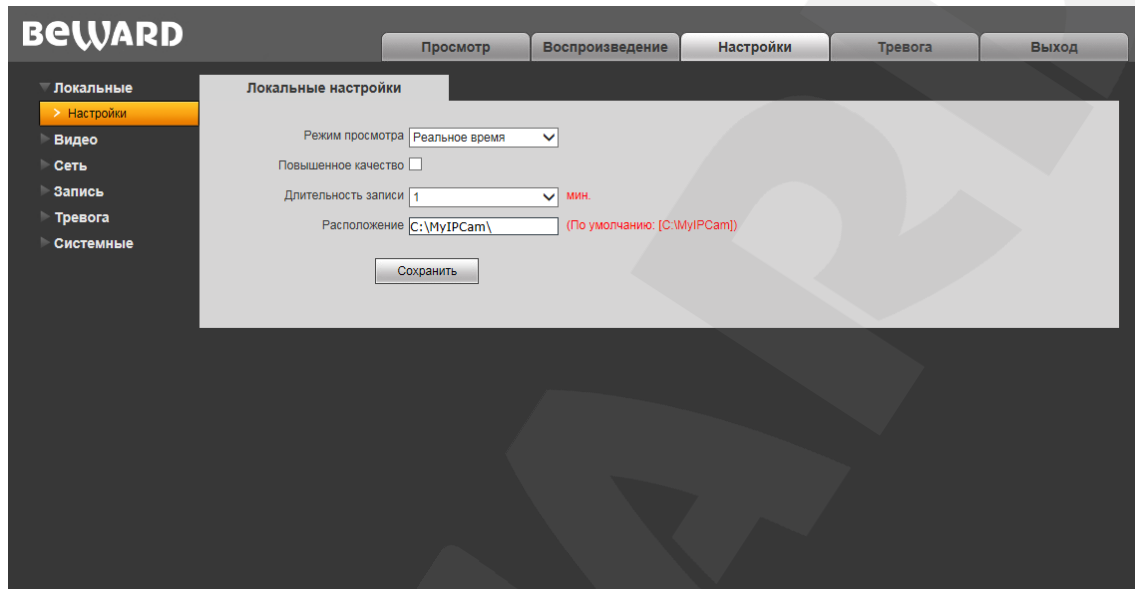 BEWARD
Просмотр Воспроизведение Настройки Тревога Выход
Локальные
> Настройки
Видео
Сеть
Запись
Тревога
Системные
Локальные настройки
Режим просмотра Реальное время
Повышенное качество
Длительность записи 1 мин.
Расположение C:\MyIPCam\ (По умолчанию: [C:\MyIPCam])
Сохранить